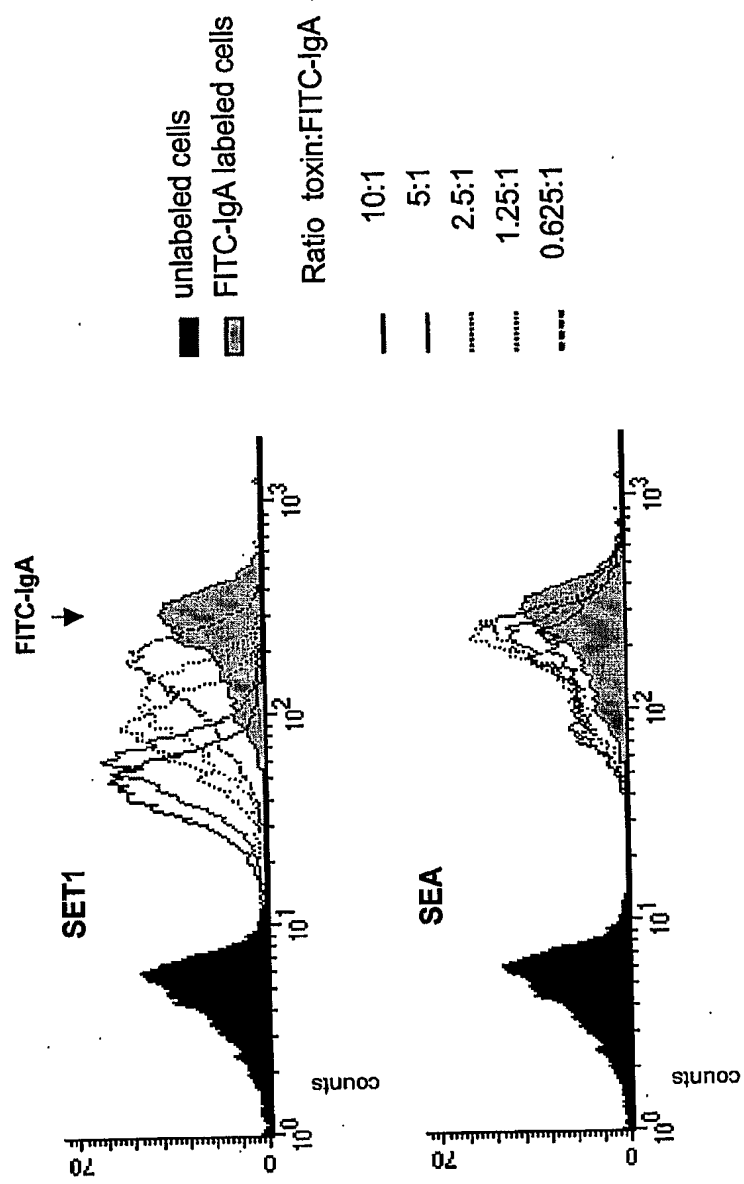 SET1
FITC-IgA
counts
70
0
10^0
10^1
10^2
10^3
SEA
counts
70
0
10^0
10^1
10^2
10^3
unlabeled cells
FITC-IgA labeled cells
Ratio toxin:FITC-IgA
10:1
5:1
2.5:1
1.25:1
0.625:1